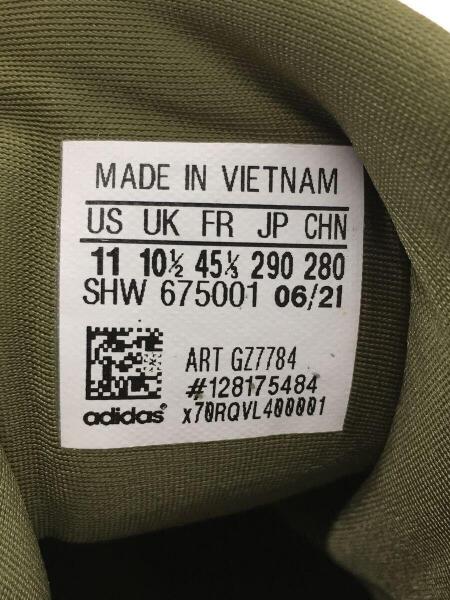 MADE IN VIETNAM
US UK FR JP CHN
11 10½ 45⅓ 290 280
SHW 675001 06/21
ART GZ7784
#128175484
adidas® x70RQVL400001